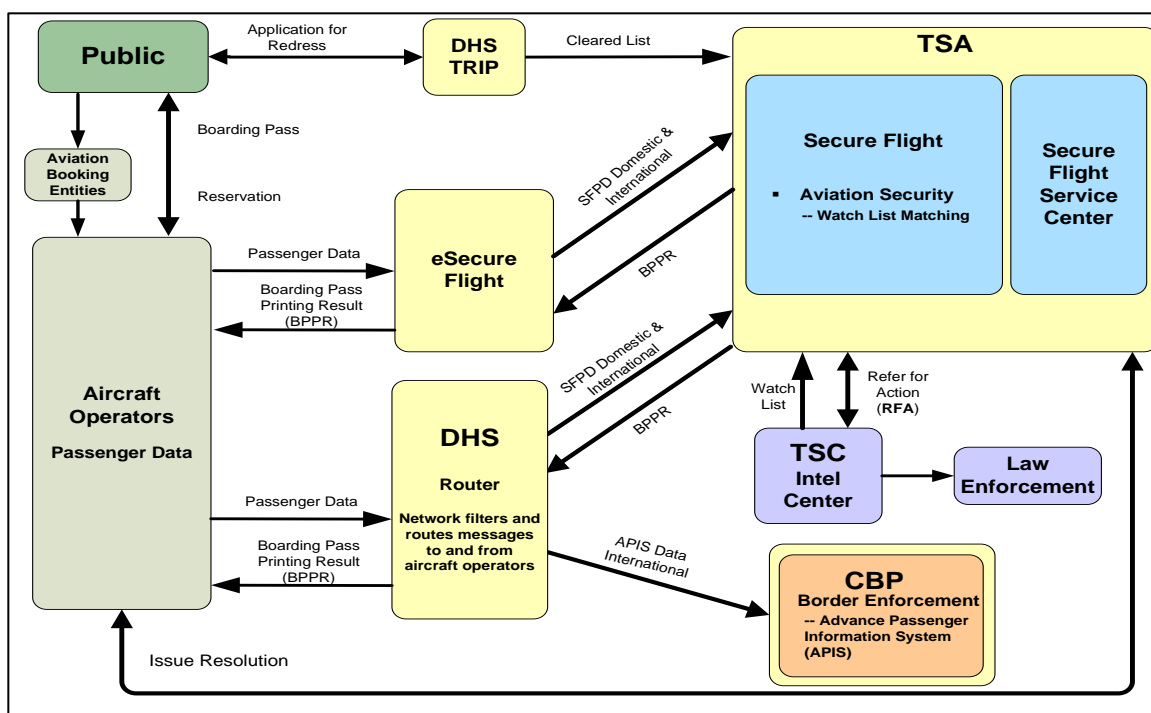 Public
Application for
Redress
DHS
TRIP
Cleared List
TSA
Boarding Pass
Aviation
Booking
Entities
Reservation
SFPD Domestic &
International
Secure Flight
▪ Aviation Security
-- Watch List Matching
Secure
Flight
Service
Center
Passenger Data
eSecure
Flight
BPPR
Boarding Pass
Printing Result
(BPPR)
SFPD Domestic &
International
BPPR
Aircraft
Operators
Passenger Data
Watch
List
Refer for
Action
(RFA)
DHS
Router
Network filters and
routes messages
to and from
aircraft operators
TSC
Intel
Center
Law
Enforcement
Passenger Data
Boarding Pass
Printing Result
(BPPR)
APIS Data
International
CBP
Border Enforcement
-- Advance Passenger
Information System
(APIS)
Issue Resolution